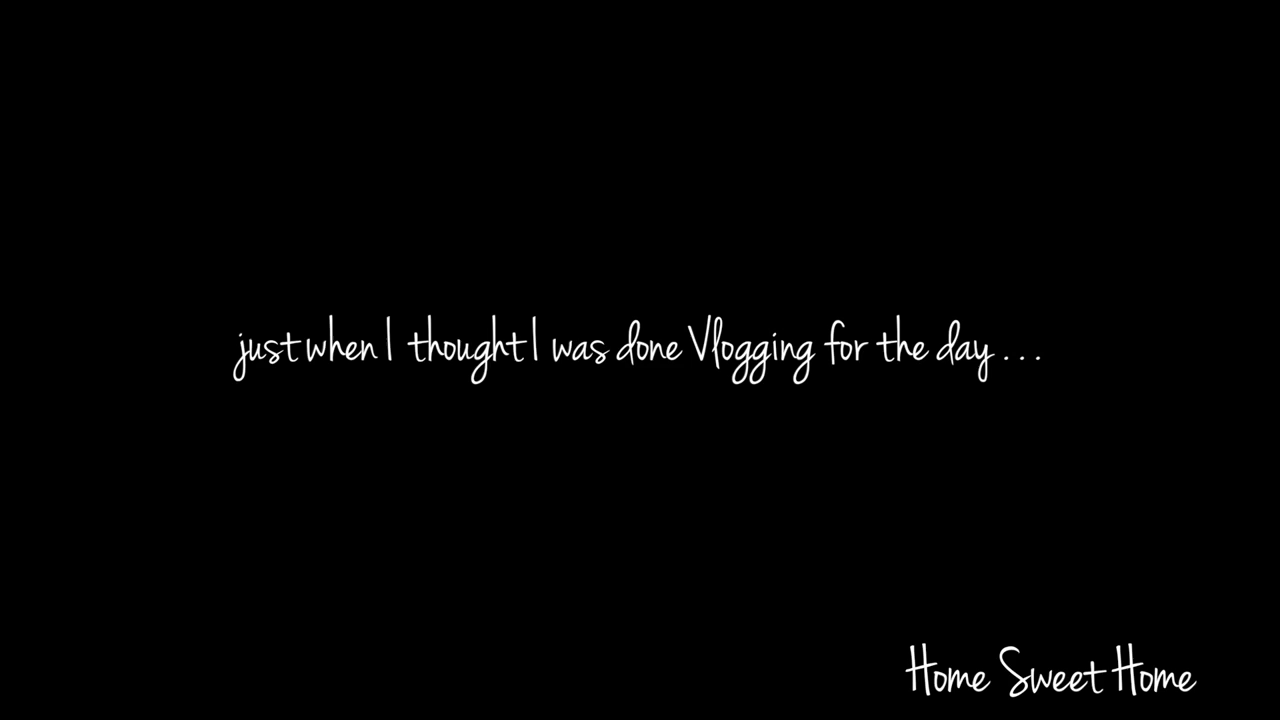 just when I thought I was done Vlogging for the day . . .
Home Sweet Home